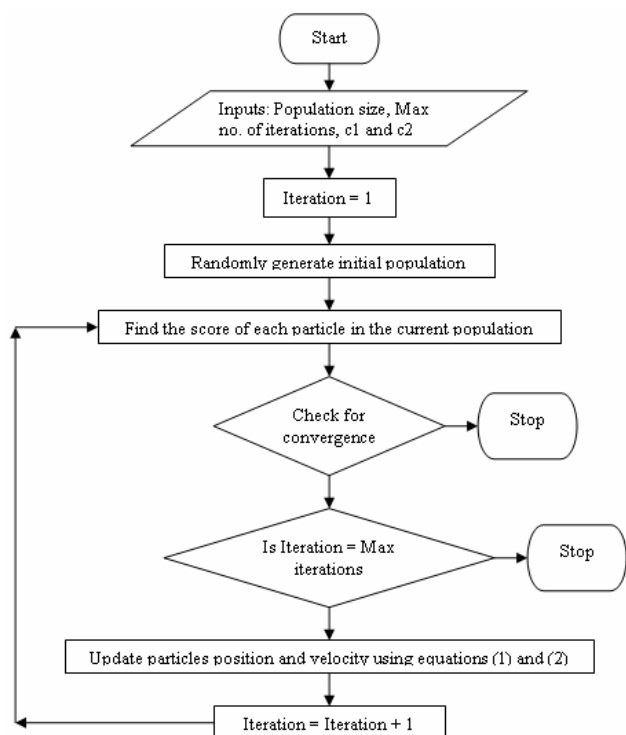 Start
Inputs: Population size, Max
no. of iterations, c1 and c2
Iteration = 1
Randomly generate initial population
Find the score of each particle in the current population
Check for
convergence
Stop
Is Iteration = Max
iterations
Stop
Update particles position and velocity using equations (1) and (2)
Iteration = Iteration + 1